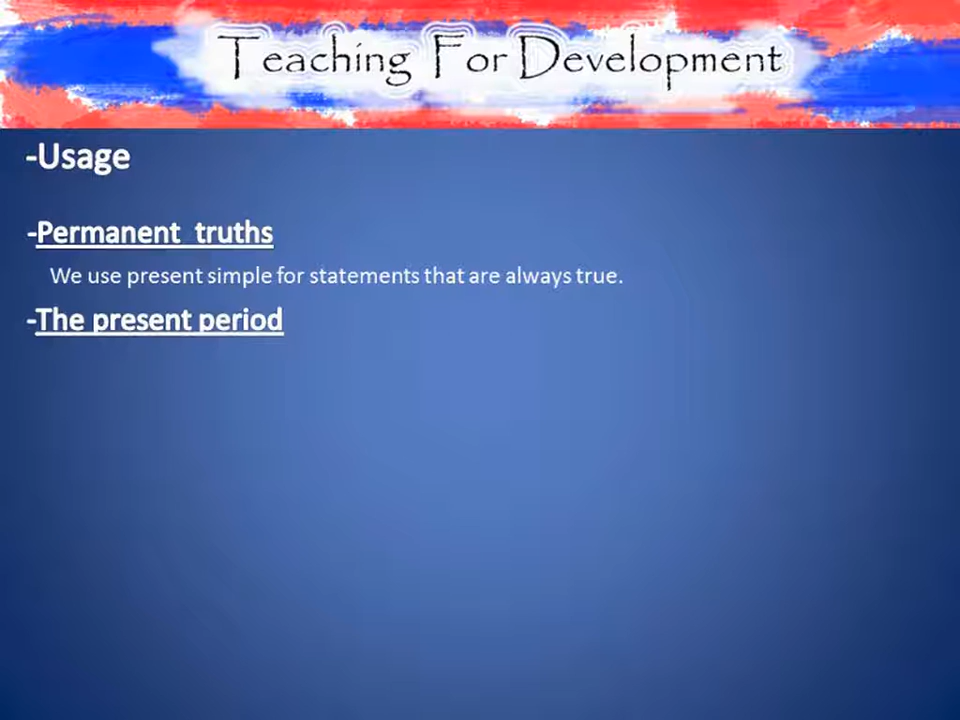 Teaching For Development
-Usage
-Permanent truths
We use present simple for statements that are always true.
-The present period